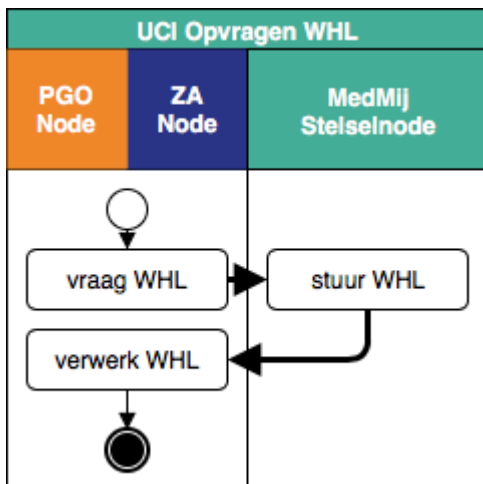 UCI Opvragen WHL
PGO
Node
ZA
Node
MedMij
Stelselnode
vraag WHL
stuur WHL
verwerk WHL